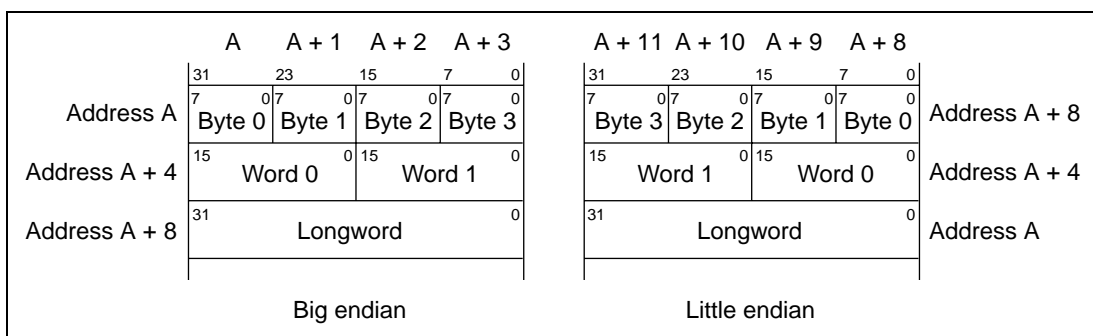 A A + 1 A + 2 A + 3 A + 11 A + 10 A + 9 A + 8
31 23 15 7 0 31 23 15 7 0
7 0 7 0 7 0 7 0 7 0 7 0 7 0 7 0
Address A Byte 0 Byte 1 Byte 2 Byte 3 Byte 3 Byte 2 Byte 1 Byte 0 Address A + 8
15 0 15 0 15 0 15 0
Address A + 4 Word 0 Word 1 Word 1 Word 0 Address A + 4
31 0 31 0
Address A + 8 Longword Longword Address A
Big endian Little endian